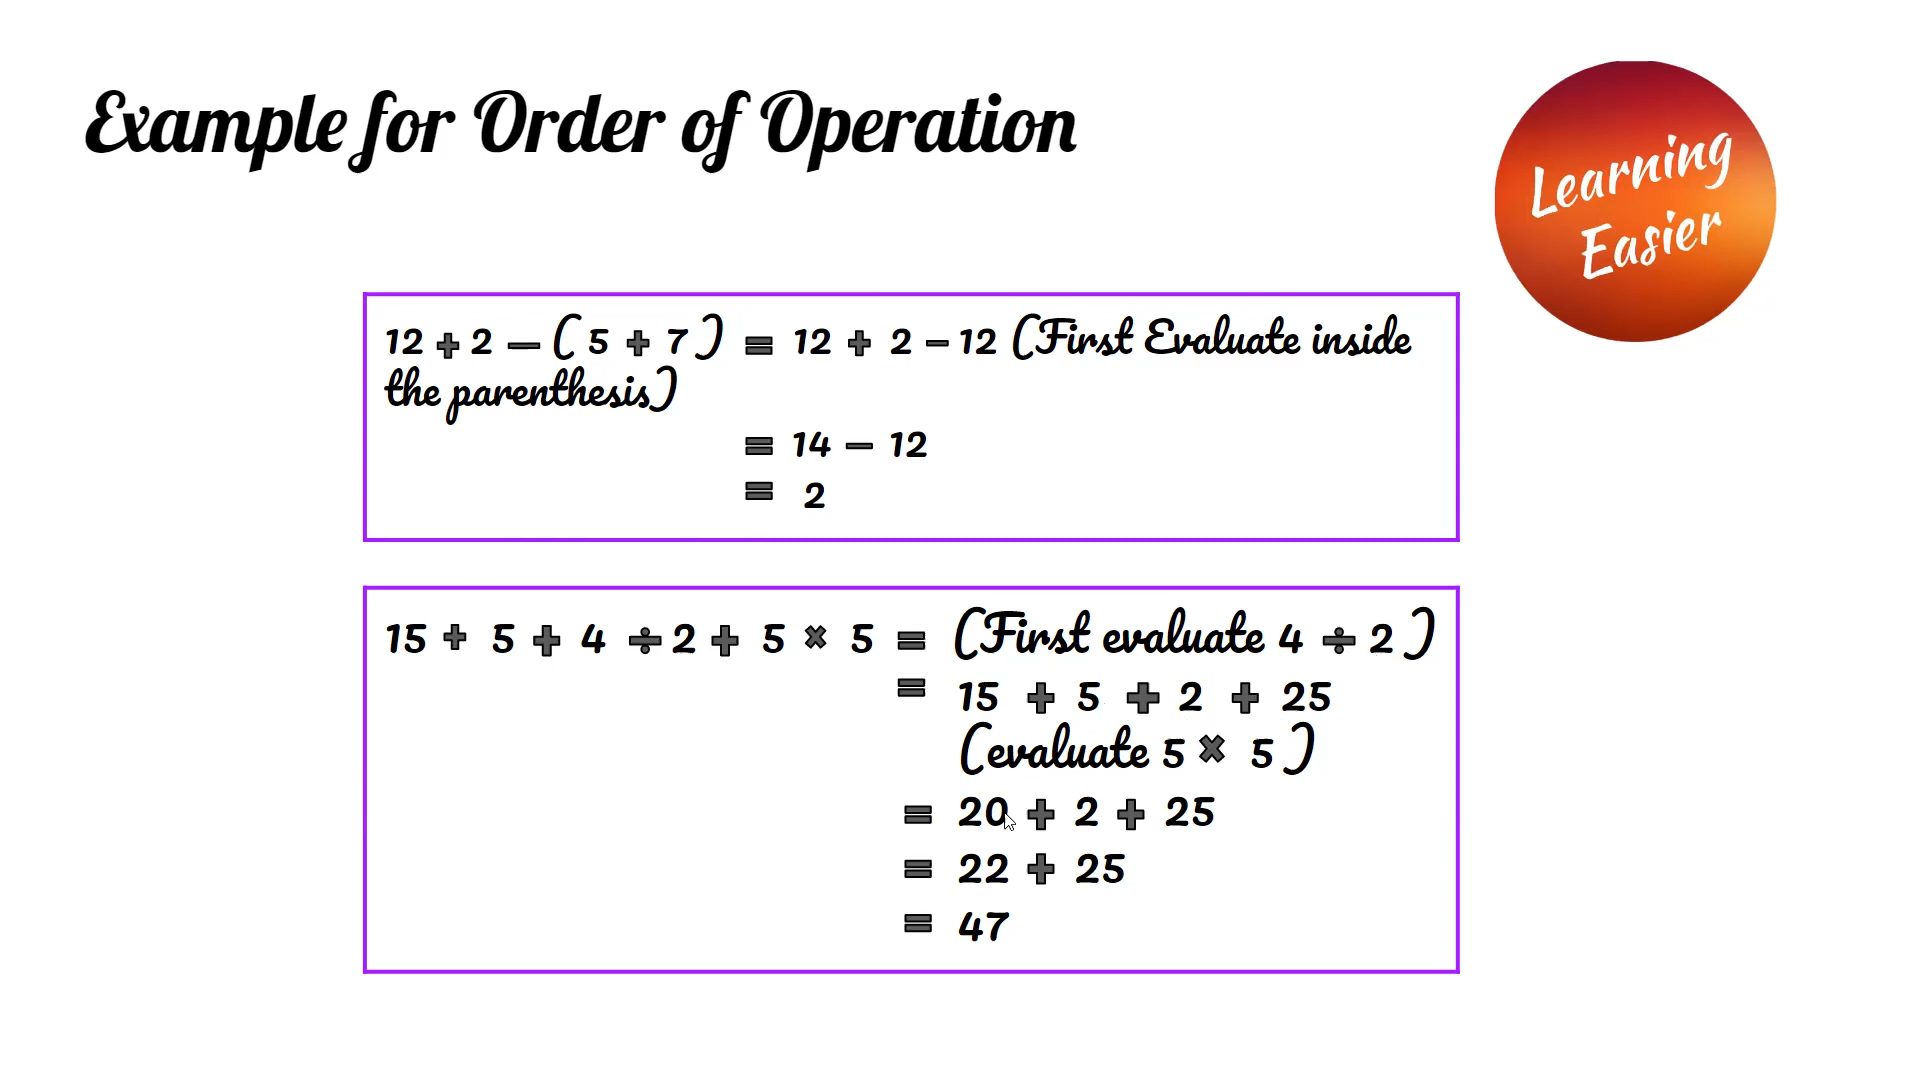 Example for Order of Operation
Learning
Easier
12 + 2 − ( 5 + 7 ) = 12 + 2 − 12 (First Evaluate inside
the parenthesis)
= 14 − 12
= 2
15 + 5 + 4 ÷ 2 + 5 × 5 = (First evaluate 4 ÷ 2 )
= 15 + 5 + 2 + 25
(evaluate 5 × 5 )
= 20 + 2 + 25
= 22 + 25
= 47